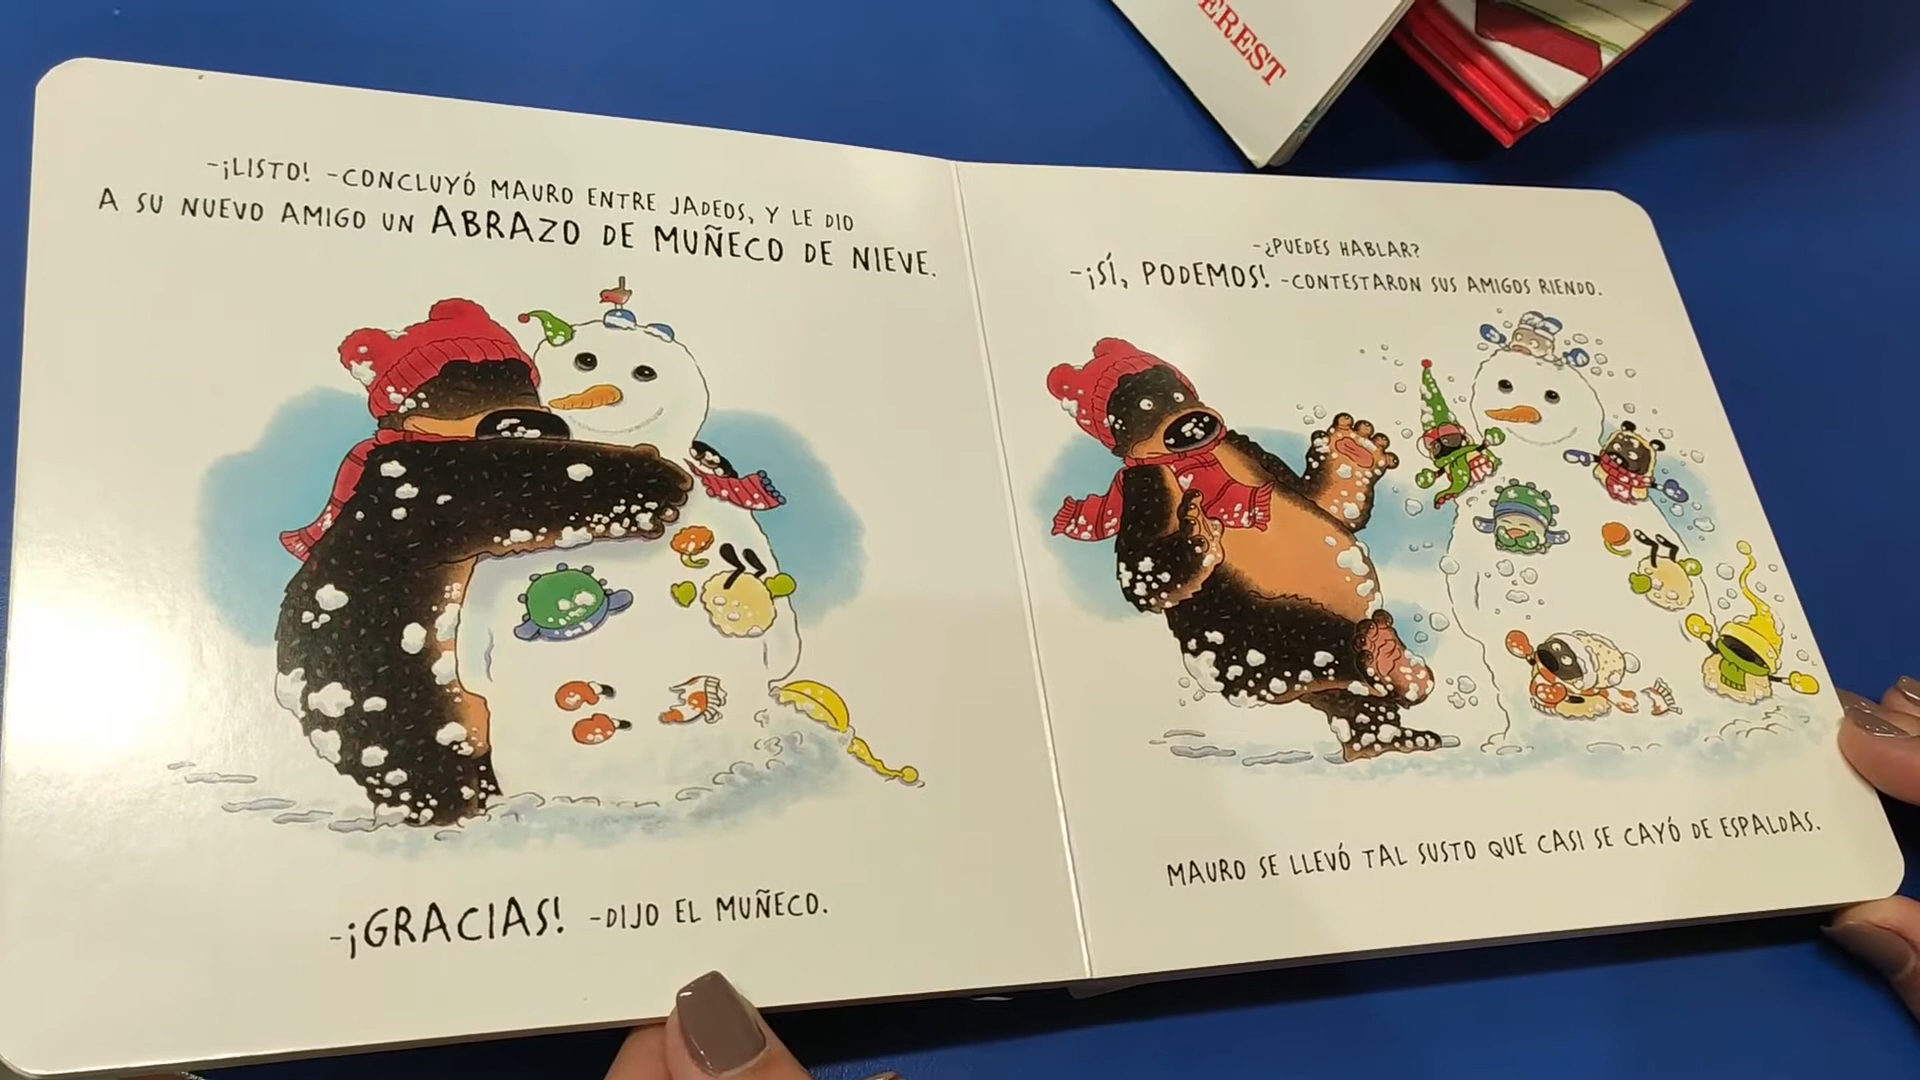 -¡LISTO! -CONCLUYÓ MAURO ENTRE JADEOS, Y LE DIO
A SU NUEVO AMIGO UN ABRAZO DE MUÑECO DE NIEVE.
-¡GRACIAS! -DIJO EL MUÑECO.
-¿PUEDES HABLAR?
-¡SÍ, PODEMOS! -CONTESTARON SUS AMIGOS RIENDO.
MAURO SE LLEVÓ TAL SUSTO QUE CASI SE CAYÓ DE ESPALDAS.
EREST